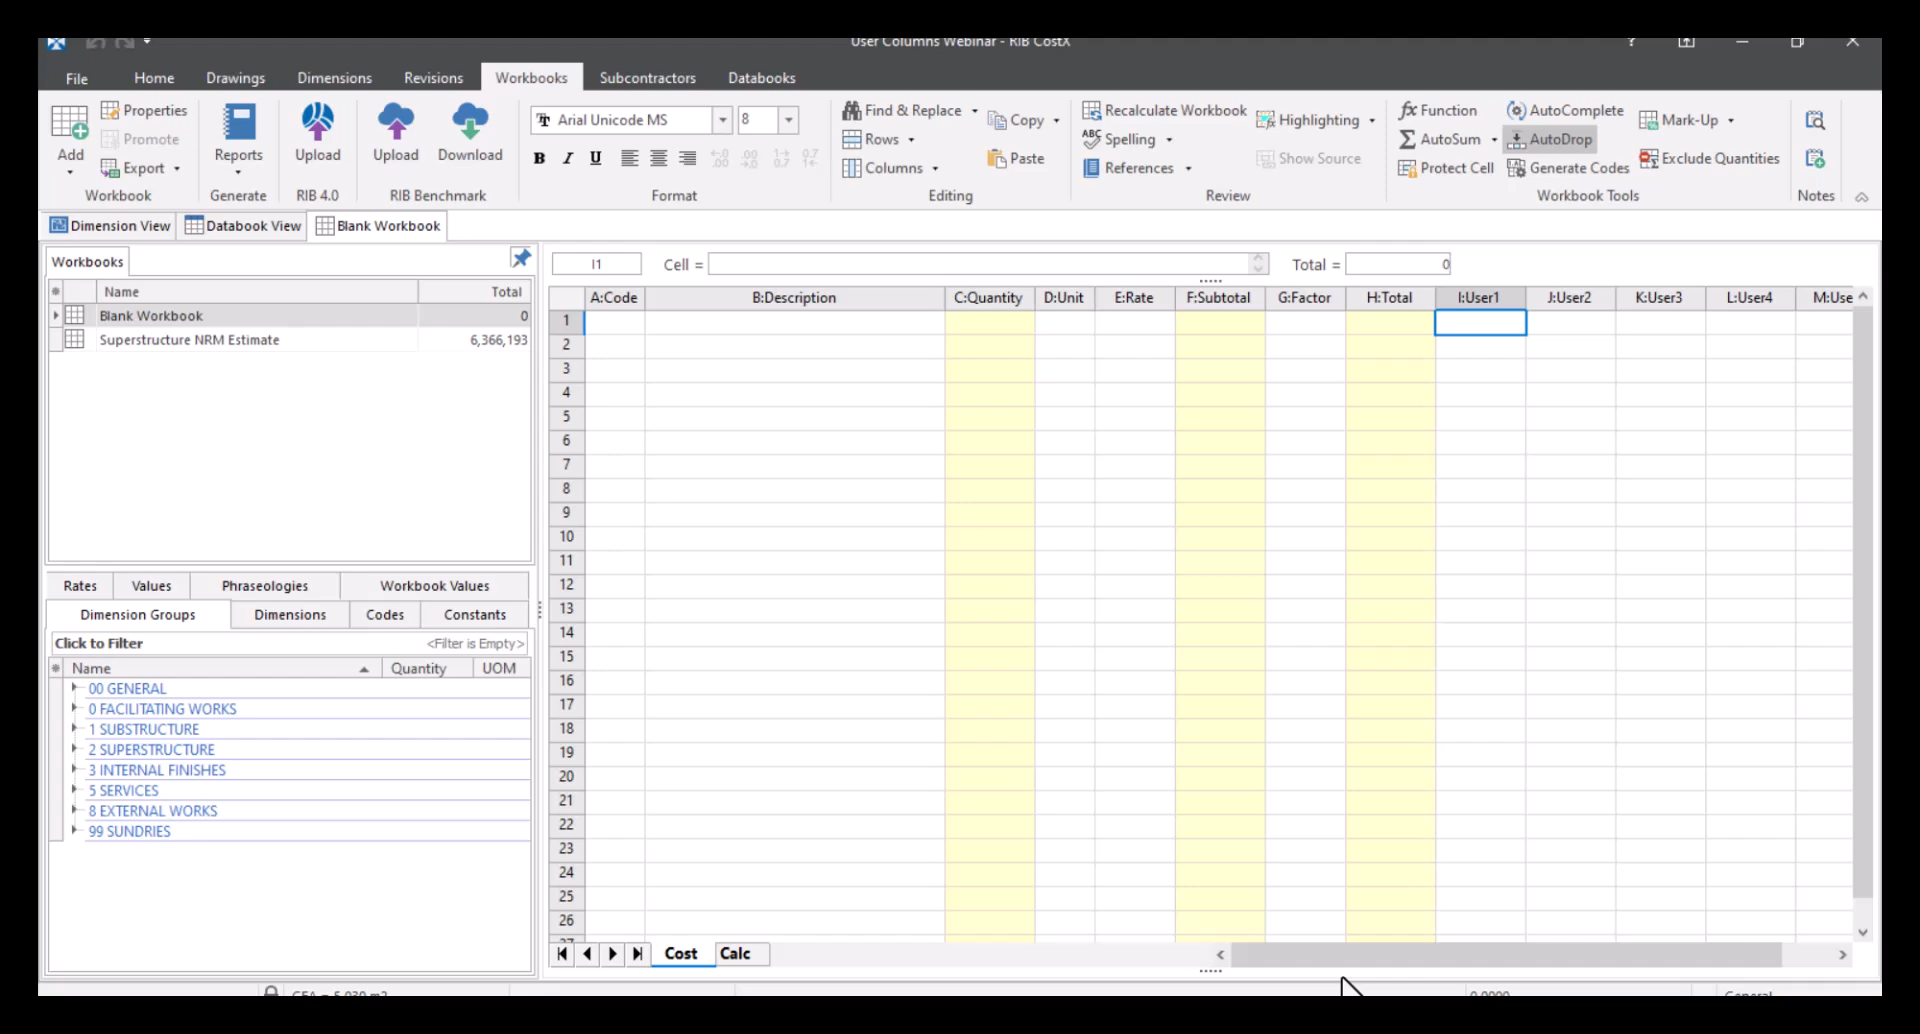 User Columns Webinar - RIB CostX
File Home Drawings Dimensions Revisions Workbooks Subcontractors Databooks
Add
Properties
Promote
Export
Workbook
Reports
Generate
Upload
RIB 4.0
Upload Download
RIB Benchmark
Arial Unicode MS 8
B I U
Format
Find & Replace
Rows
Columns
Copy
Paste
Editing
Recalculate Workbook
Spelling
References
Highlighting
Show Source
Review
Function
AutoSum
Protect Cell
AutoComplete
AutoDrop
Generate Codes
Mark-Up
Exclude Quantities
Workbook Tools
Notes
Dimension View Databook View Blank Workbook
Workbooks
Name Total
Blank Workbook 0
Superstructure NRM Estimate 6,366,193
Rates Values Phraseologies Workbook Values
Dimension Groups Dimensions Codes Constants
Click to Filter <Filter is Empty>
Name Quantity UOM
00 GENERAL
0 FACILITATING WORKS
1 SUBSTRUCTURE
2 SUPERSTRUCTURE
3 INTERNAL FINISHES
5 SERVICES
8 EXTERNAL WORKS
99 SUNDRIES
I1 Cell = Total = 0
A:Code B:Description C:Quantity D:Unit E:Rate F:Subtotal G:Factor H:Total I:User1 J:User2 K:User3 L:User4 M:Use
1
2
3
4
5
6
7
8
9
10
11
12
13
14
15
16
17
18
19
20
21
22
23
24
25
26
27
Cost Calc
GFA = 5,030 m2 0.0000 General